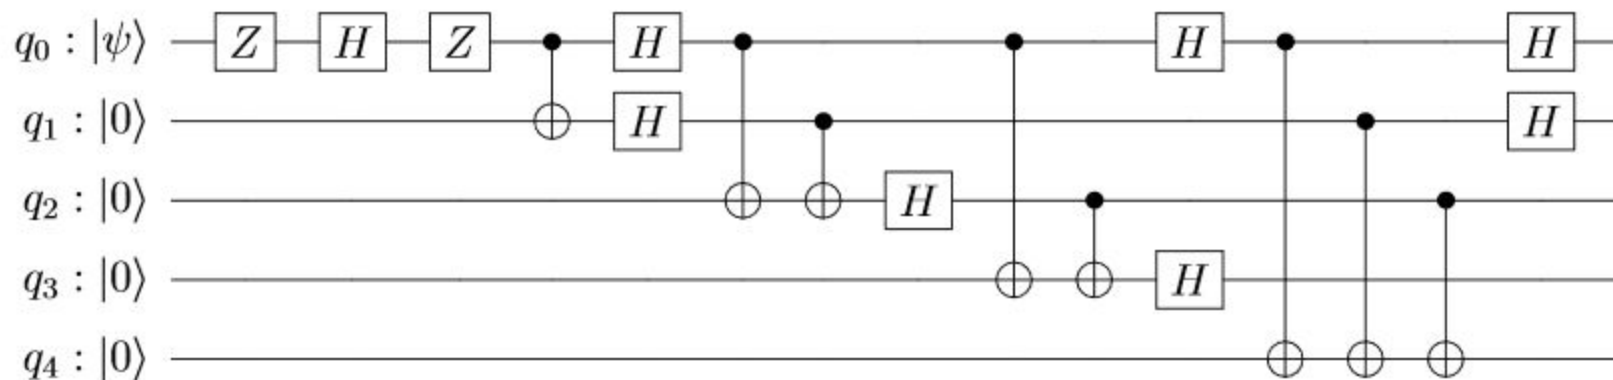 q₀ : |ψ⟩ Z H Z H H H
q₁ : |0⟩ H H
q₂ : |0⟩ H
q₃ : |0⟩ H
q₄ : |0⟩